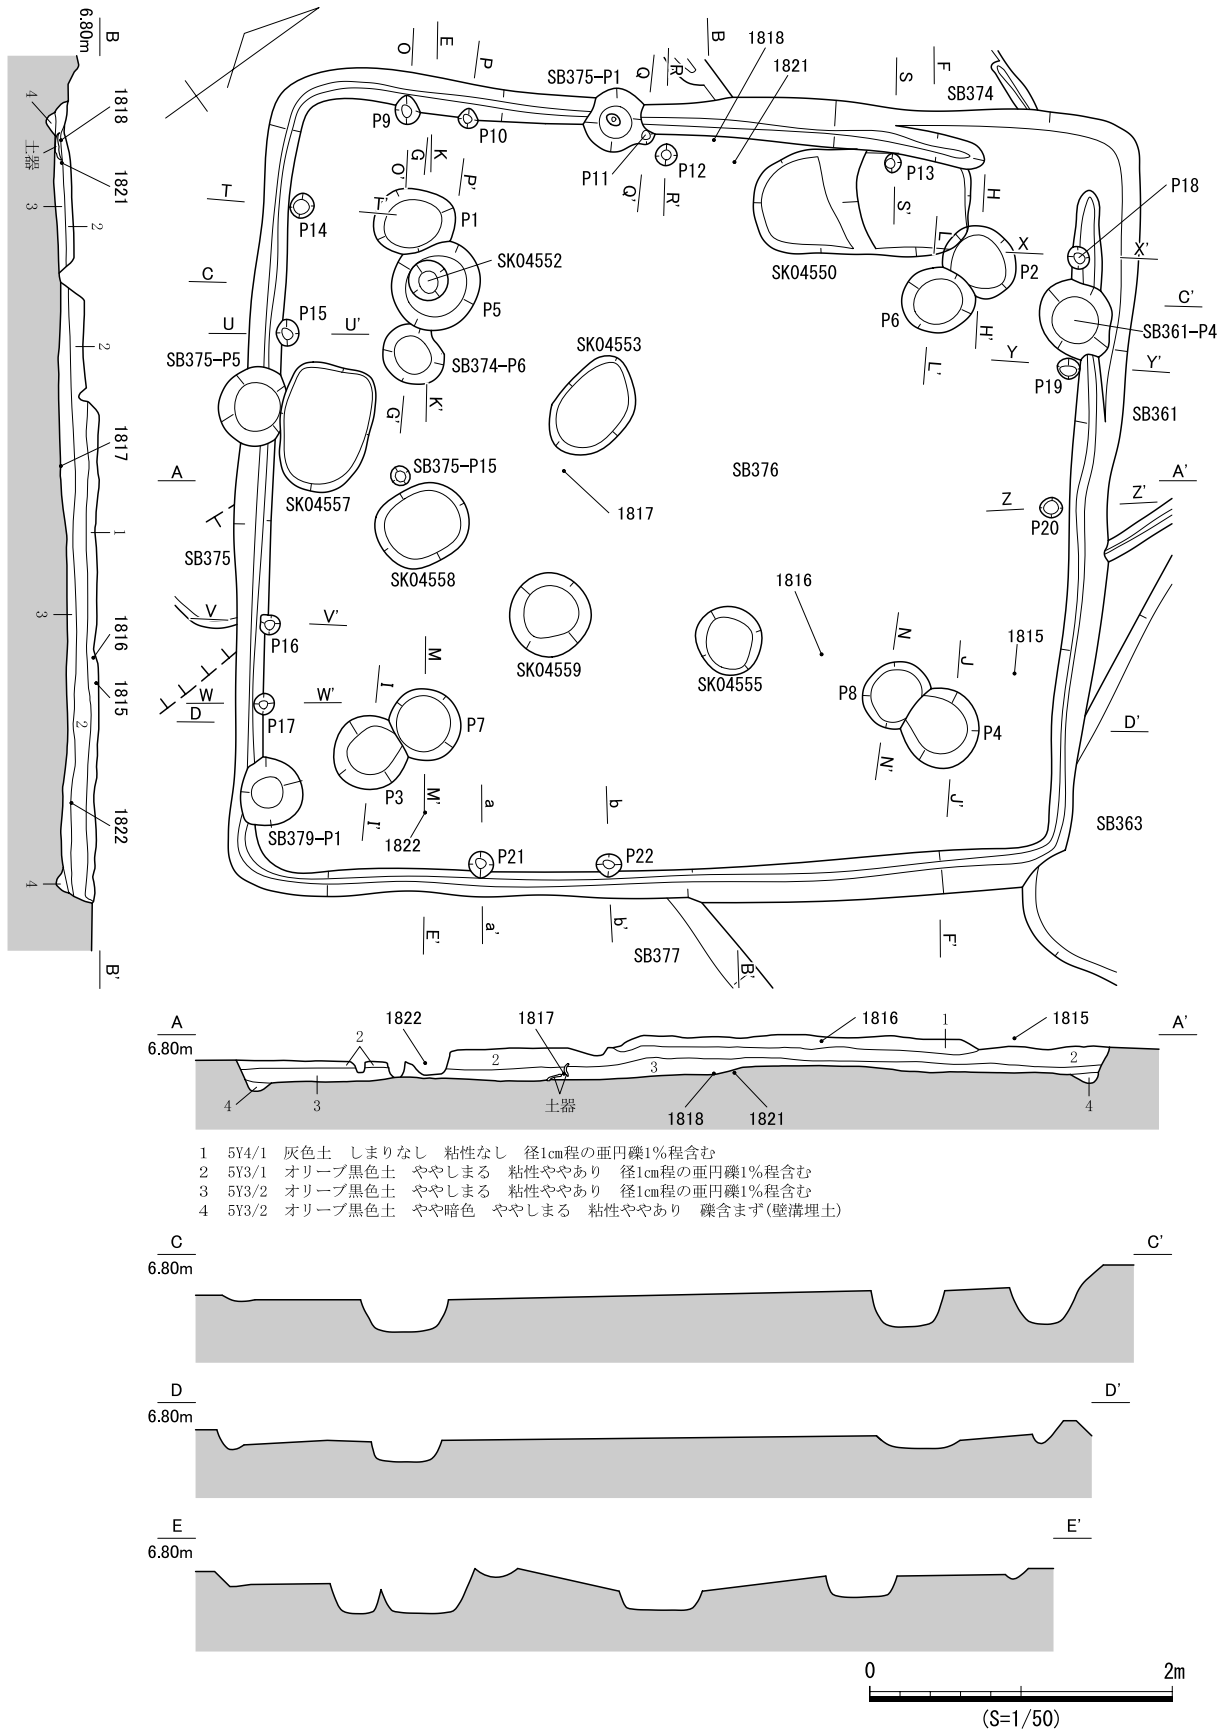 B
6.80m
4
1818
土器
1821
3
2
2
1817
1
3
1816
1815
2
1822
4
B'
O
E
P
SB375-P1
Q
R
B
1818
1821
S
F
SB374
P9
P10
P11
P12
P13
P18
G
O'
K
P'
Q'
R'
S'
H
T
T'
P14
P1
SK04552
P5
C
SK04550
L
X
P2
X'
C'
P6
H'
L'
SB361-P4
U
P15
U'
SB375-P5
SB374-P6
SK04553
Y
P19
Y'
SB361
G'
K'
A
SB375-P15
SB376
A'
SK04557
1817
Z
P20
Z'
SB375
SK04558
1816
V
P16
V'
SK04559
SK04555
N
J
1815
M
I
W
P17
W'
D
P7
P8
P4
D'
P3
M'
I'
N'
J'
SB379-P1
1822
a
b
SB363
P21
P22
E'
a'
b'
SB377
B'
F'
A
6.80m
2
1822
1817
1816
1
1815
A'
2
3
2
4
3
土器
1818
1821
4
1 5Y4/1 灰色土 しまりなし 粘性なし 径1cm程の亜円礫1%程含む
2 5Y3/1 オリーブ黒色土 ややしまる 粘性ややあり 径1cm程の亜円礫1%程含む
3 5Y3/2 オリーブ黒色土 ややしまる 粘性ややあり 径1cm程の亜円礫1%程含む
4 5Y3/2 オリーブ黒色土 やや暗色 ややしまる 粘性ややあり 礫含まず(壁溝埋土)
C
6.80m
C'
D
6.80m
D'
E
6.80m
E'
0 2m
(S=1/50)